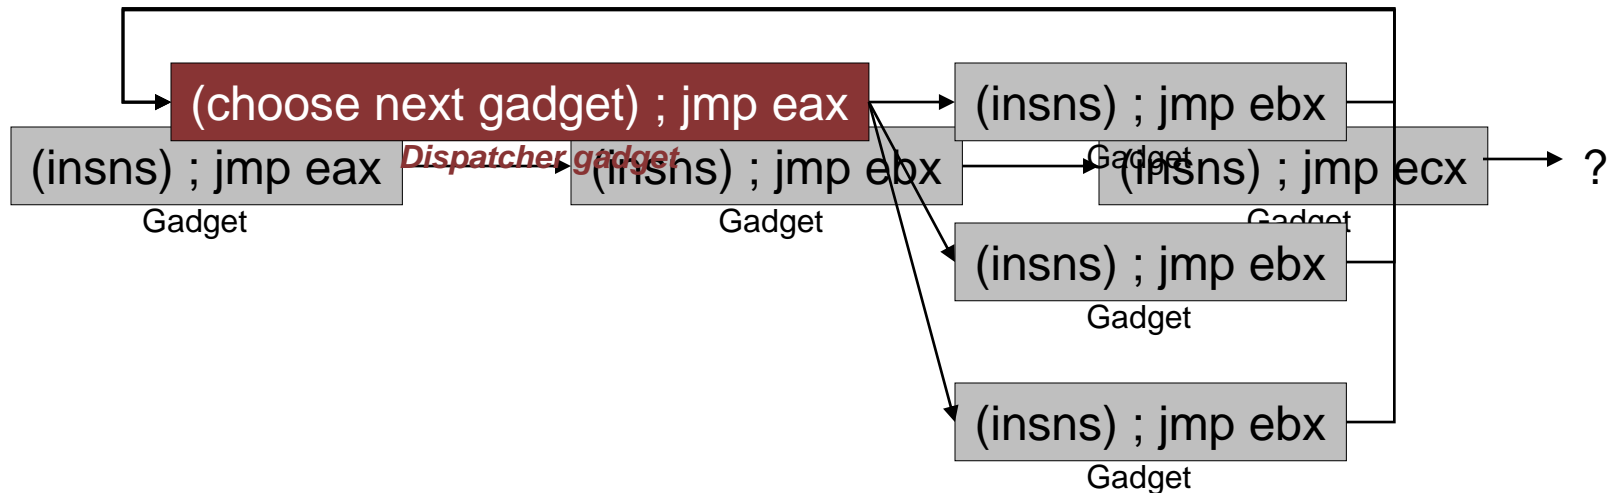 (choose next gadget) ; jmp eax
(insns) ; jmp ebx
Dispatcher gadget
Gadget
(insns) ; jmp eax
(insns) ; jmp ebx
(insns) ; jmp ecx
?
Gadget
Gadget
Gadget
(insns) ; jmp ebx
Gadget
(insns) ; jmp ebx
Gadget